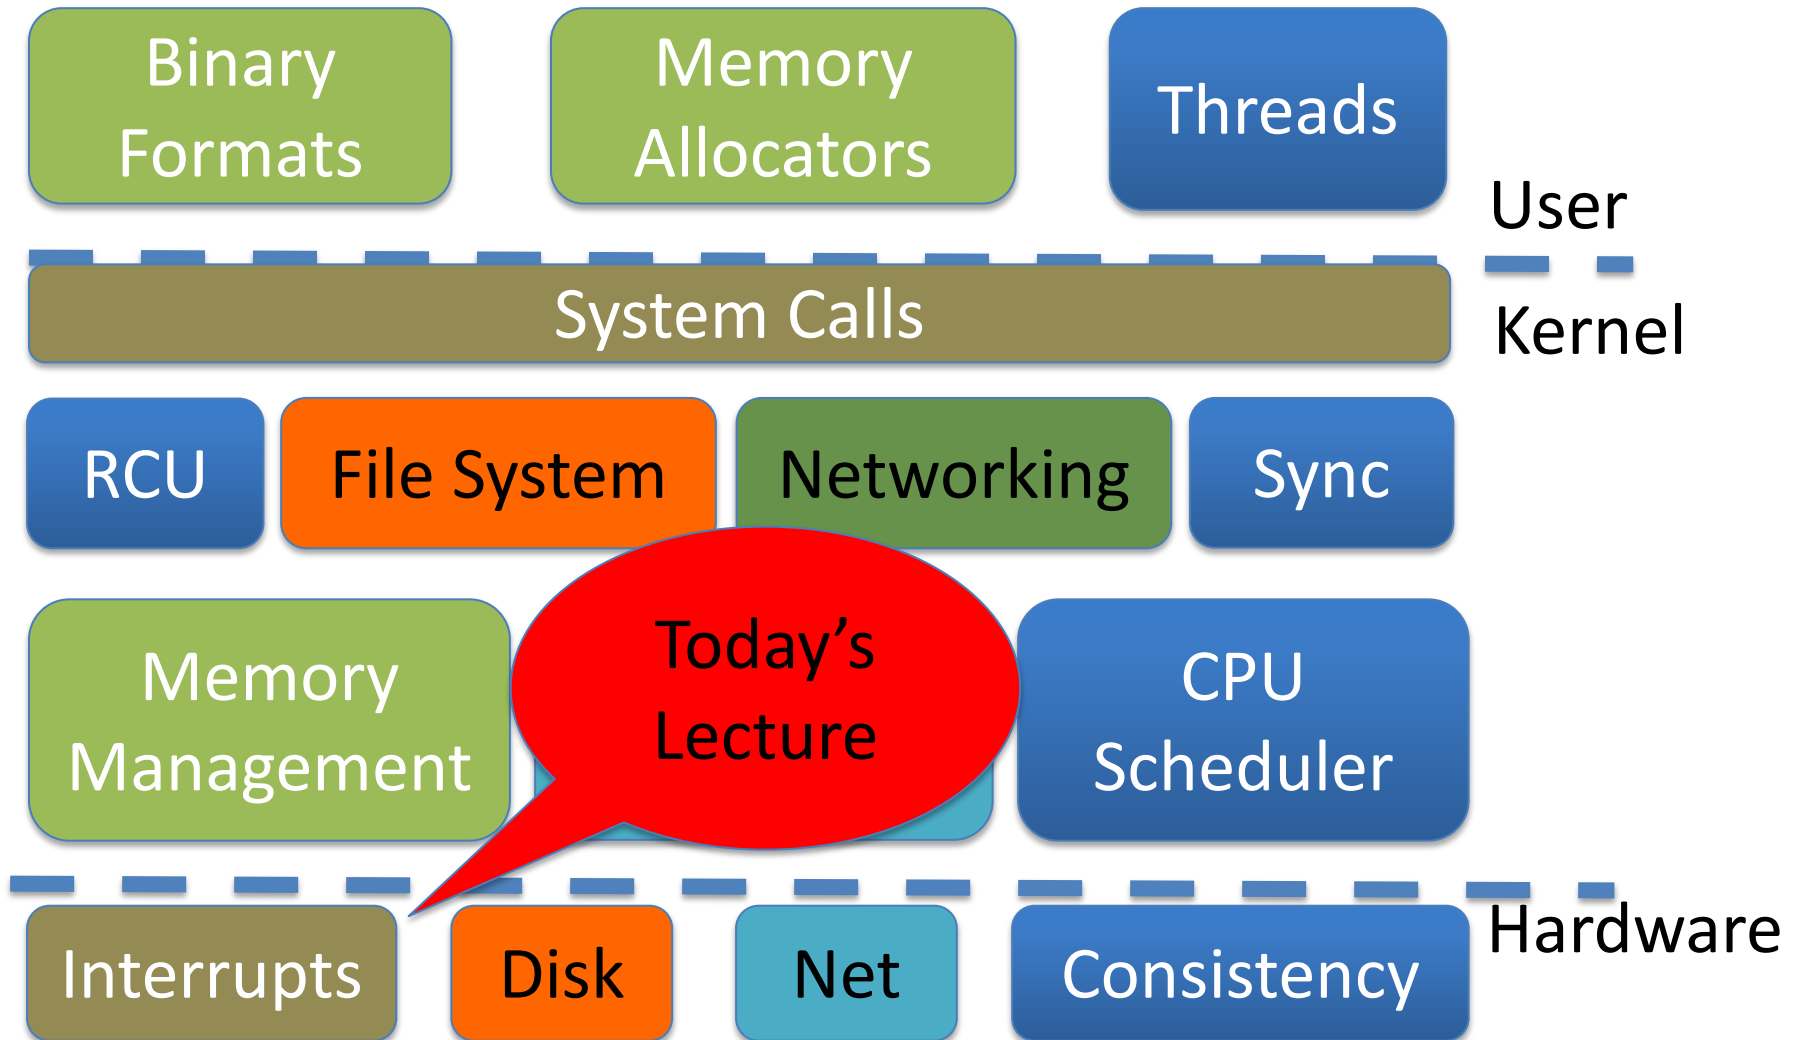 Binary
Formats
Memory
Allocators
Threads
User
System Calls
Kernel
RCU
File System
Networking
Sync
Memory
Management
Today’s
Lecture
CPU
Scheduler
Hardware
Interrupts
Disk
Net
Consistency